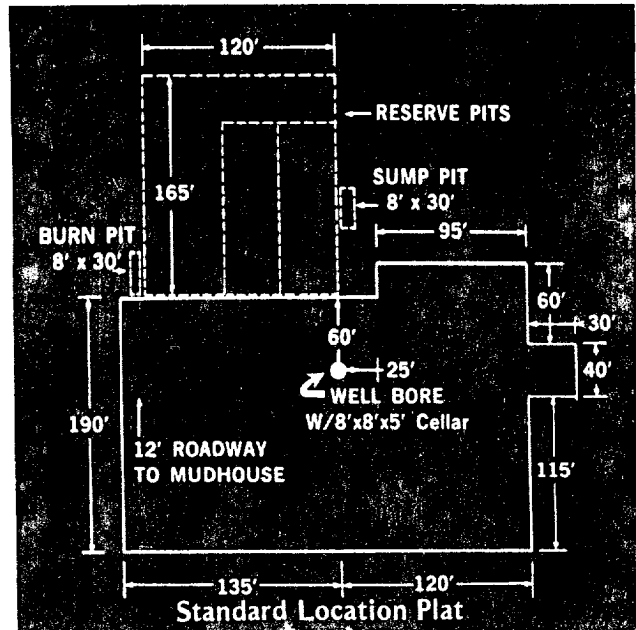 120′
RESERVE PITS
165′
SUMP PIT
8′ x 30′
BURN PIT
8′ x 30′
95′
60′
60′
30′
40′
25′
WELL BORE
W/8′x8′x5′ Cellar
190′
12′ ROADWAY
TO MUDHOUSE
115′
135′
120′
Standard Location Plat